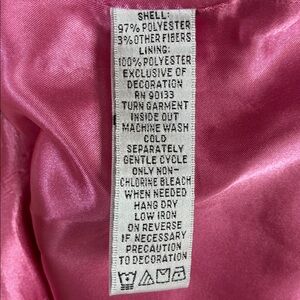 SHELL:
97% POLYESTER
3% OTHER FIBERS
LINING:
100% POLYESTER
EXCLUSIVE OF
DECORATION
RN 90133
TURN GARMENT
INSIDE OUT
MACHINE WASH
COLD
SEPARATELY
GENTLE CYCLE
ONLY NON-
CHLORINE BLEACH
WHEN NEEDED
HANG DRY
LOW IRON
ON REVERSE
IF NECESSARY
PRECAUTION
TO DECORATION